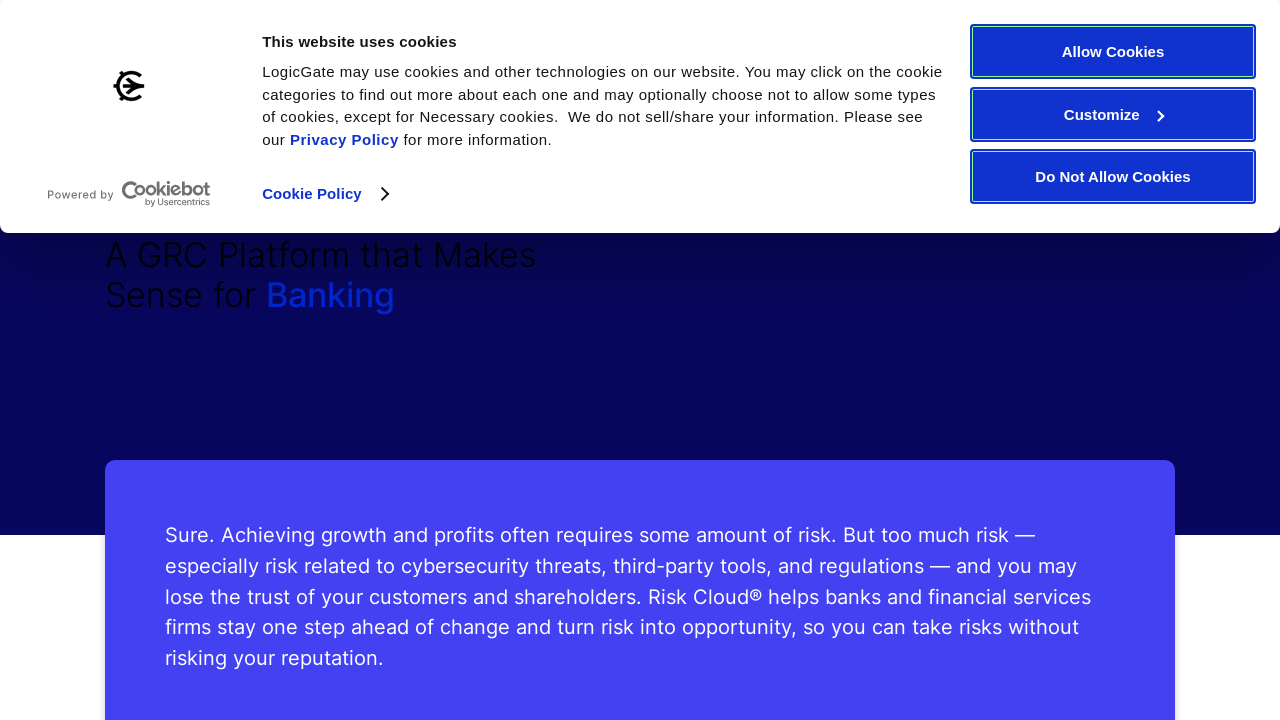 This website uses cookies
LogicGate may use cookies and other technologies on our website. You may click on the cookie
categories to find out more about each one and may optionally choose not to allow some types
of cookies, except for Necessary cookies.  We do not sell/share your information. Please see
our Privacy Policy for more information.
Cookie Policy
Powered by Cookiebot
by Usercentrics
Allow Cookies
Customize
Do Not Allow Cookies
A GRC Platform that Makes
Sense for Banking
Sure. Achieving growth and profits often requires some amount of risk. But too much risk —
especially risk related to cybersecurity threats, third-party tools, and regulations — and you may
lose the trust of your customers and shareholders. Risk Cloud® helps banks and financial services
firms stay one step ahead of change and turn risk into opportunity, so you can take risks without
risking your reputation.